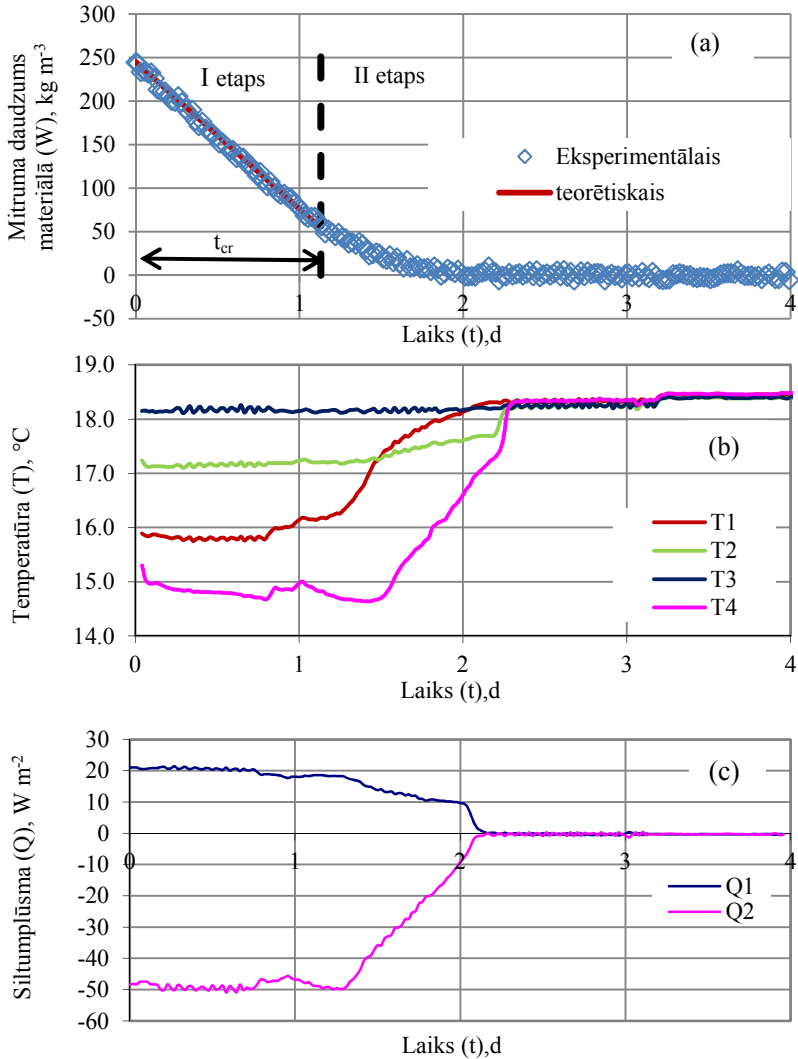 300
250
200
150
100
50
0
-50
Mitruma daudzums
materiālā (W), kg m-3
(a)
I etaps
II etaps
Eksperimentālais
teorētiskais
tcr
0
1
2
3
4
Laiks (t),d
19.0
18.0
17.0
16.0
15.0
14.0
Temperatūra (T), °C
(b)
T1
T2
T3
T4
0
1
2
3
4
Laiks (t),d
30
20
10
0
-10
-20
-30
-40
-50
-60
Siltumplūsma (Q), W m-2
(c)
0
1
2
3
4
Q1
Q2
Laiks (t),d